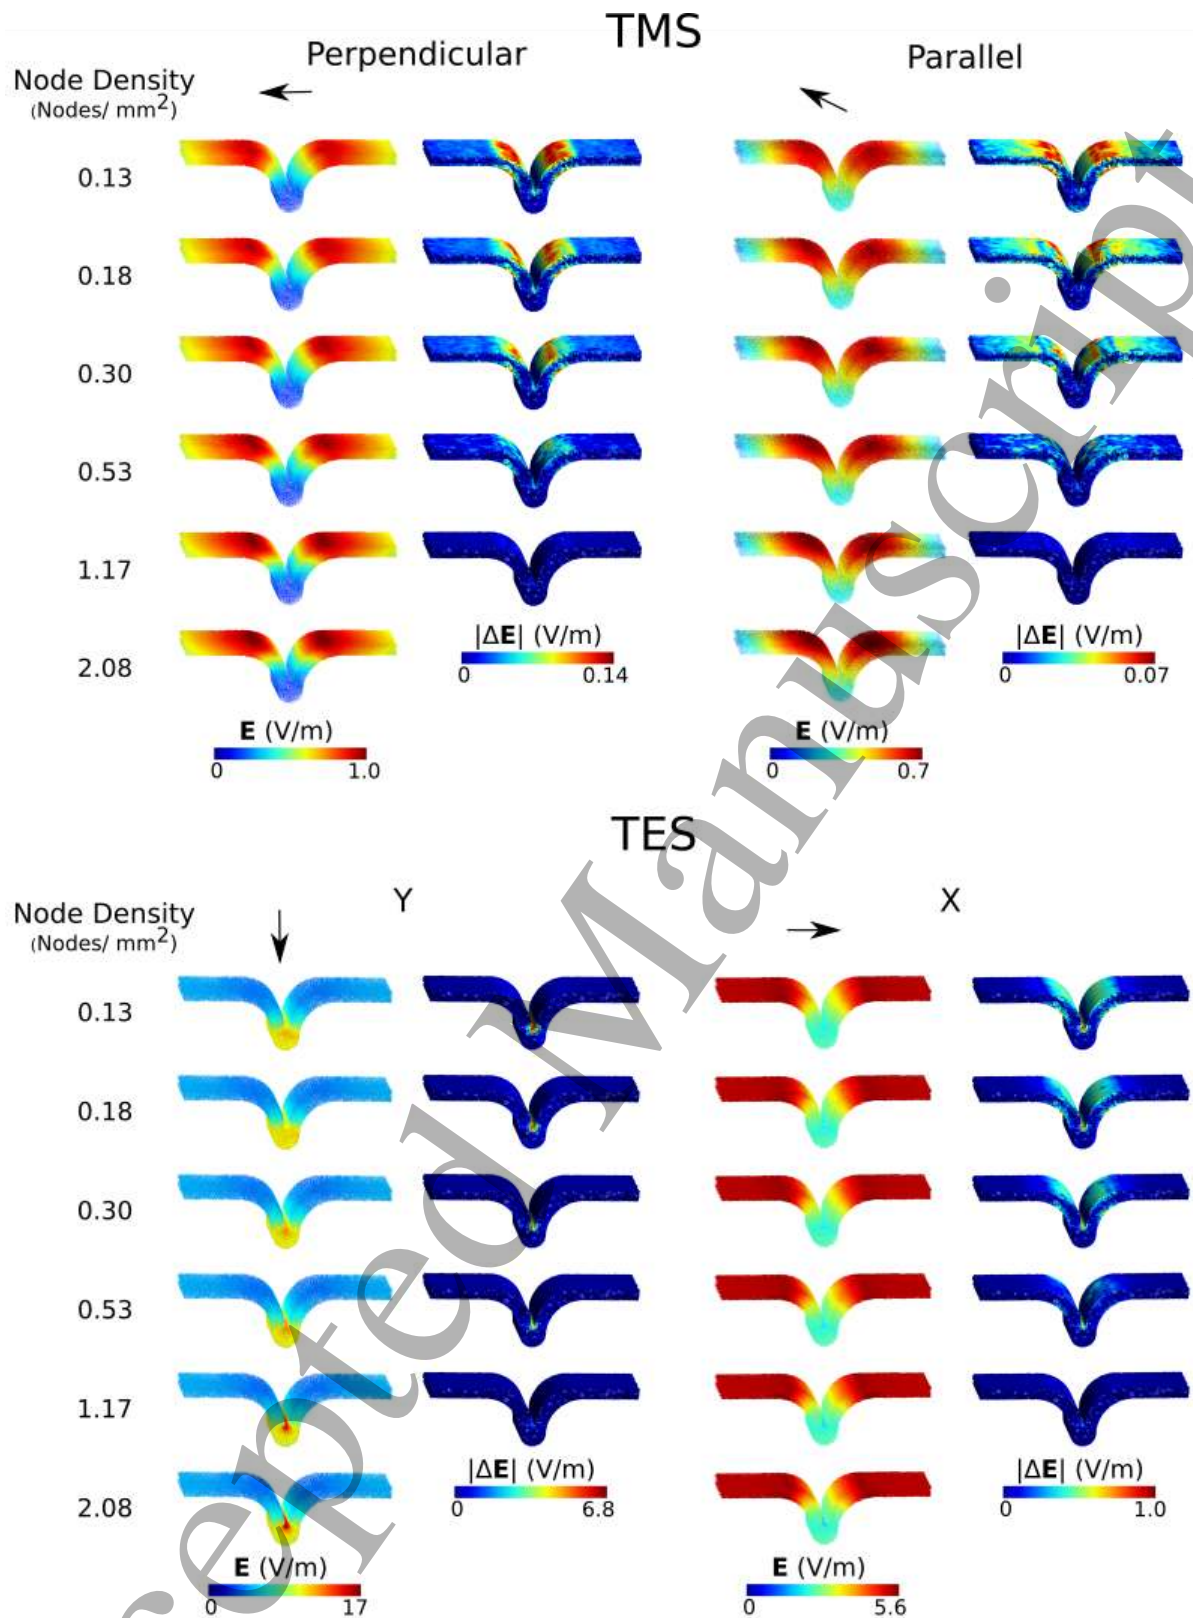 TMS
Perpendicular
Parallel
Node Density
(Nodes/ mm²)
0.13
0.18
0.30
0.53
1.17
2.08
|ΔE| (V/m)
0 0.14
|ΔE| (V/m)
0 0.07
E (V/m)
0 1.0
E (V/m)
0 0.7
TES
Y
X
Node Density
(Nodes/ mm²)
0.13
0.18
0.30
0.53
1.17
2.08
|ΔE| (V/m)
0 6.8
|ΔE| (V/m)
0 1.0
E (V/m)
0 17
E (V/m)
0 5.6
cepted Manuscript